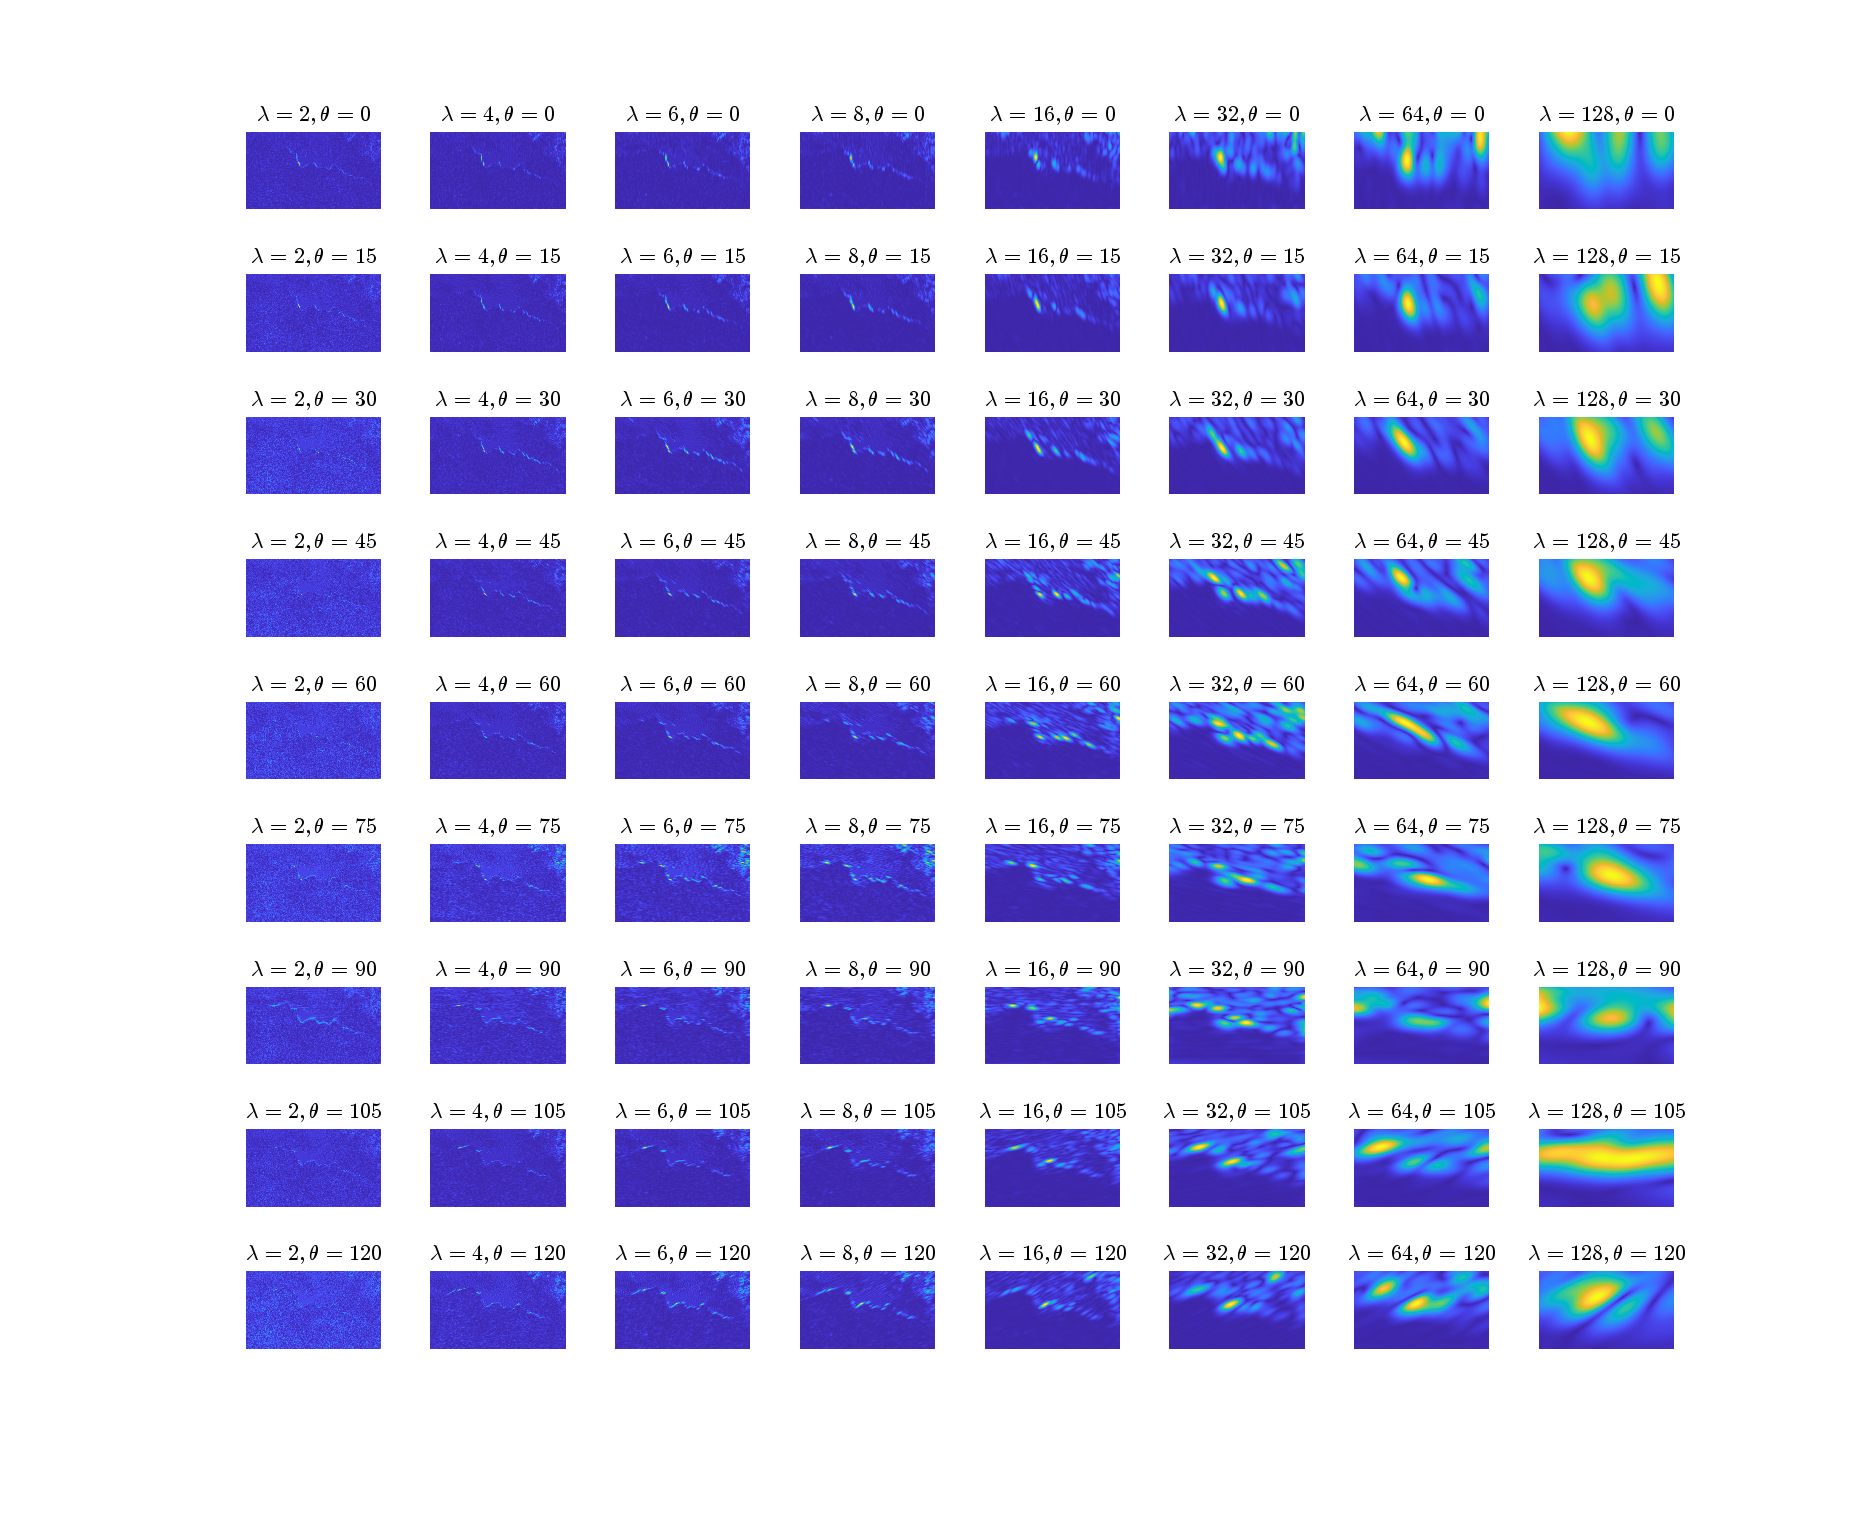 λ = 2, θ = 0 λ = 4, θ = 0 λ = 6, θ = 0 λ = 8, θ = 0 λ = 16, θ = 0 λ = 32, θ = 0 λ = 64, θ = 0 λ = 128, θ = 0
λ = 2, θ = 15 λ = 4, θ = 15 λ = 6, θ = 15 λ = 8, θ = 15 λ = 16, θ = 15 λ = 32, θ = 15 λ = 64, θ = 15 λ = 128, θ = 15
λ = 2, θ = 30 λ = 4, θ = 30 λ = 6, θ = 30 λ = 8, θ = 30 λ = 16, θ = 30 λ = 32, θ = 30 λ = 64, θ = 30 λ = 128, θ = 30
λ = 2, θ = 45 λ = 4, θ = 45 λ = 6, θ = 45 λ = 8, θ = 45 λ = 16, θ = 45 λ = 32, θ = 45 λ = 64, θ = 45 λ = 128, θ = 45
λ = 2, θ = 60 λ = 4, θ = 60 λ = 6, θ = 60 λ = 8, θ = 60 λ = 16, θ = 60 λ = 32, θ = 60 λ = 64, θ = 60 λ = 128, θ = 60
λ = 2, θ = 75 λ = 4, θ = 75 λ = 6, θ = 75 λ = 8, θ = 75 λ = 16, θ = 75 λ = 32, θ = 75 λ = 64, θ = 75 λ = 128, θ = 75
λ = 2, θ = 90 λ = 4, θ = 90 λ = 6, θ = 90 λ = 8, θ = 90 λ = 16, θ = 90 λ = 32, θ = 90 λ = 64, θ = 90 λ = 128, θ = 90
λ = 2, θ = 105 λ = 4, θ = 105 λ = 6, θ = 105 λ = 8, θ = 105 λ = 16, θ = 105 λ = 32, θ = 105 λ = 64, θ = 105 λ = 128, θ = 105
λ = 2, θ = 120 λ = 4, θ = 120 λ = 6, θ = 120 λ = 8, θ = 120 λ = 16, θ = 120 λ = 32, θ = 120 λ = 64, θ = 120 λ = 128, θ = 120